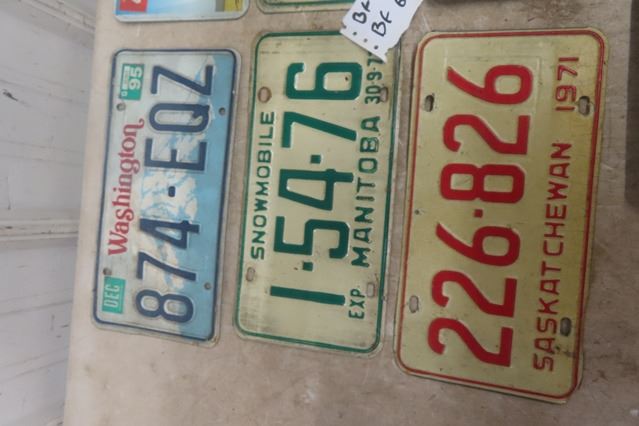 Washington
DEC
95
874-EQZ
SNOWMOBILE
1-54-76
EXP. MANITOBA 30-9-7
226-826
SASKATCHEWAN 1971